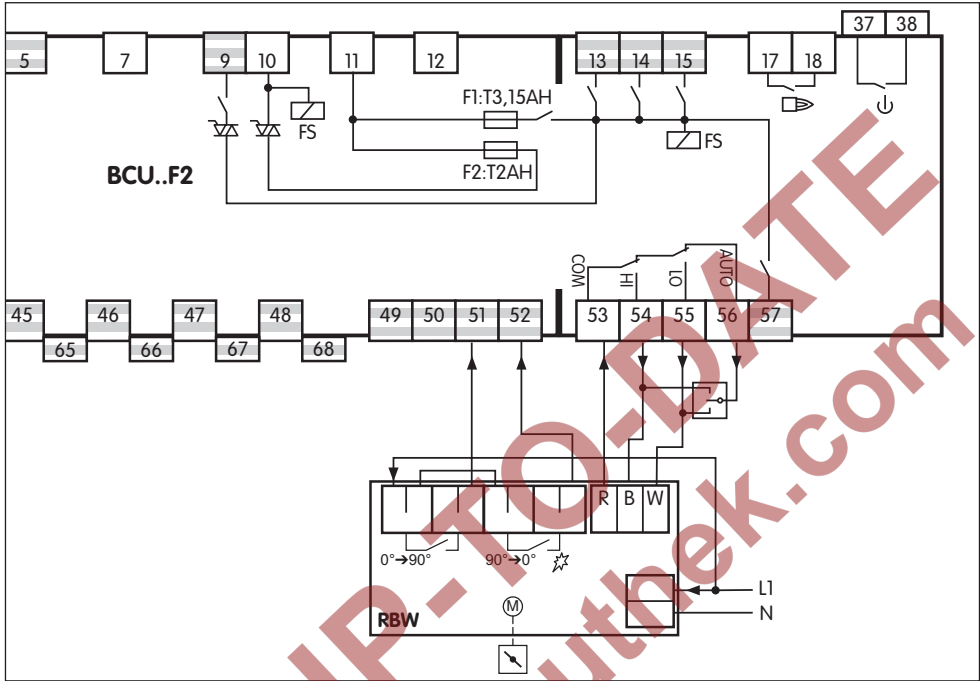 37 38
5 7 9 10 11 12 13 14 15 17 18
F1:T3,15AH
FS
FS
F2:T2AH
BCU..F2
COM HI LO AUTO
45 46 47 48 49 50 51 52 53 54 55 56 57
65 66 67 68
R B W
0°→90° 90°→0°
L1
M
RBW
N
UP-TO-DATE
uthek.com